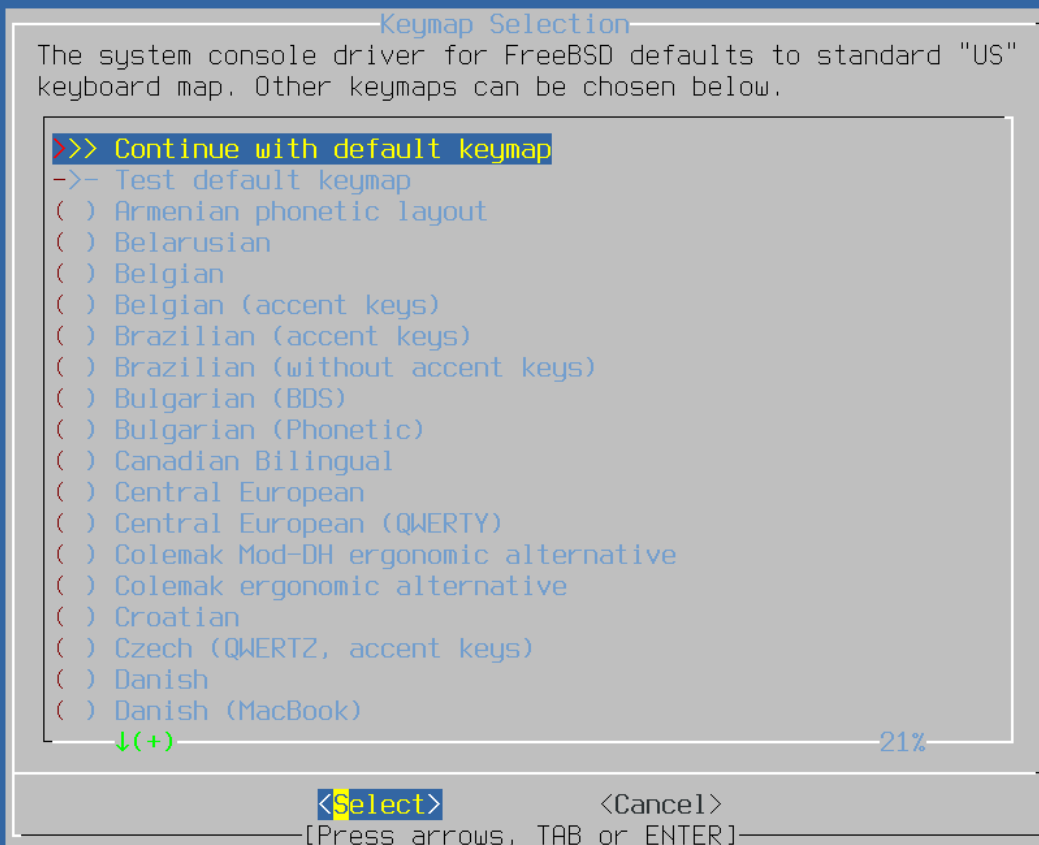 Keymap Selection
The system console driver for FreeBSD defaults to standard "US"
keyboard map. Other keymaps can be chosen below.
>>> Continue with default keymap
->- Test default keymap
( ) Armenian phonetic layout
( ) Belarusian
( ) Belgian
( ) Belgian (accent keys)
( ) Brazilian (accent keys)
( ) Brazilian (without accent keys)
( ) Bulgarian (BDS)
( ) Bulgarian (Phonetic)
( ) Canadian Bilingual
( ) Central European
( ) Central European (QWERTY)
( ) Colemak Mod-DH ergonomic alternative
( ) Colemak ergonomic alternative
( ) Croatian
( ) Czech (QWERTZ, accent keys)
( ) Danish
( ) Danish (MacBook)
↓(+) 21%
<Select> <Cancel>
[Press arrows, TAB or ENTER]